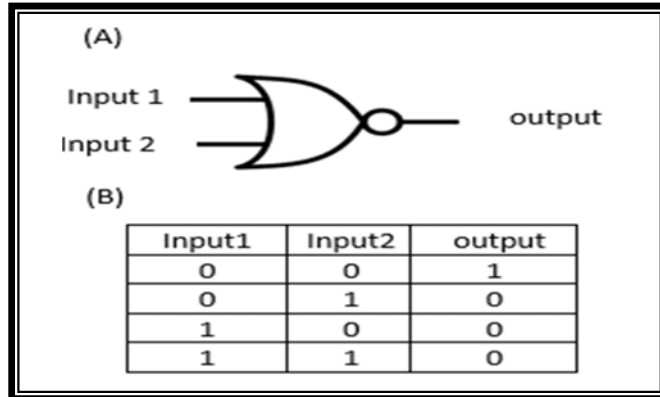 (A)
Input 1
output
Input 2
(B)
Input1 Input2 output
0 0 1
0 1 0
1 0 0
1 1 0